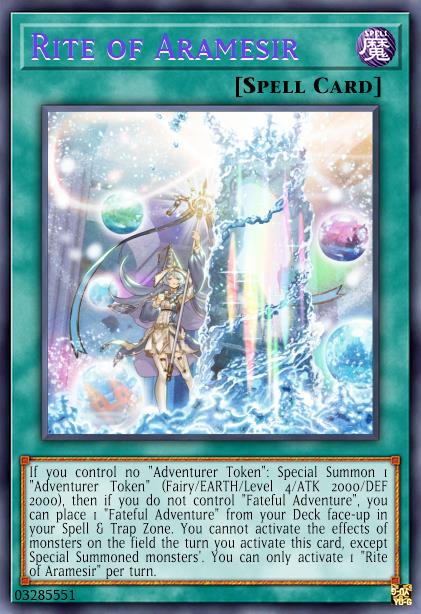 Rite of Aramesir
SPELL
魔
[Spell Card]
If you control no "Adventurer Token": Special Summon 1
"Adventurer Token" (Fairy/EARTH/Level 4/ATK 2000/DEF
2000), then if you do not control "Fateful Adventure", you
can place 1 "Fateful Adventure" from your Deck face-up in
your Spell & Trap Zone. You cannot activate the effects of
monsters on the field the turn you activate this card, except
Special Summoned monsters'. You can only activate 1 "Rite
of Aramesir" per turn.
03285551